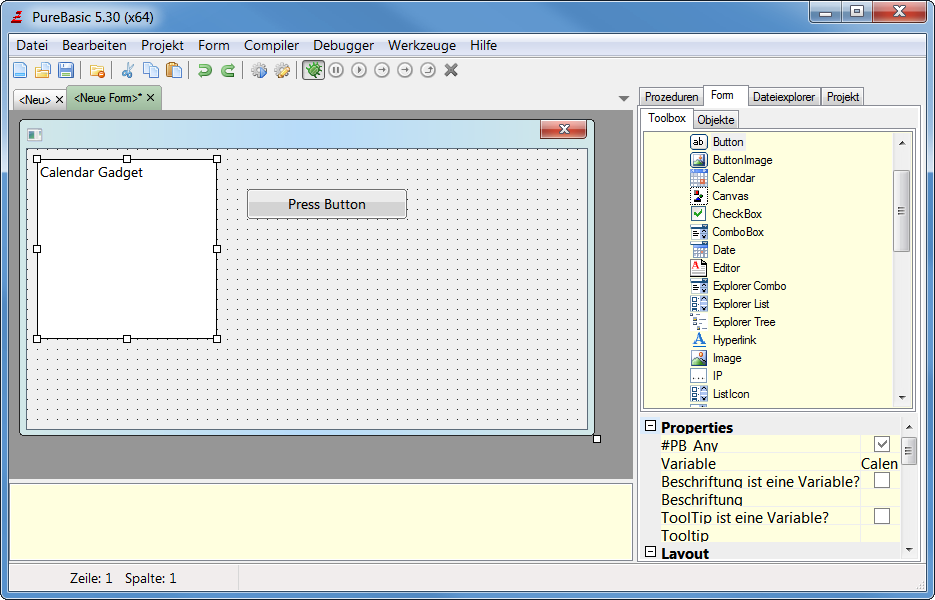 PureBasic 5.30 (x64)
Datei Bearbeiten Projekt Form Compiler Debugger Werkzeuge Hilfe
<Neu> <Neue Form>*
Prozeduren Form Dateiexplorer Projekt
Toolbox Objekte
Calendar Gadget
Press Button
Button
ButtonImage
Calendar
Canvas
CheckBox
ComboBox
Date
Editor
Explorer Combo
Explorer List
Explorer Tree
Hyperlink
Image
IP
ListIcon
Properties
#PB_Any
Variable Calen
Beschriftung ist eine Variable?
Beschriftung
ToolTip ist eine Variable?
Tooltip
Layout
Zeile: 1 Spalte: 1